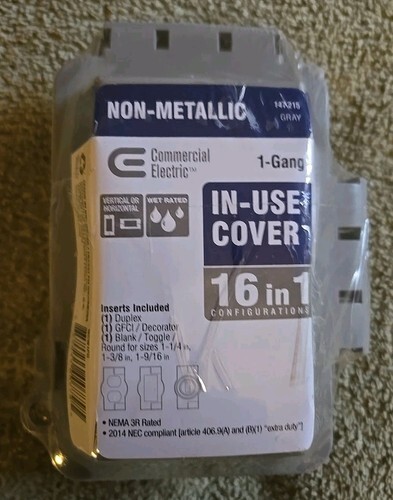 NON-METALLIC
14X215
GRAY
Commercial
Electric™
1-Gang
VERTICAL OR
HORIZONTAL
WET RATED
IN-USE
COVER
16 in 1
CONFIGURATIONS
Inserts Included
(1) Duplex
(1) GFCI / Decorator
(1) Blank / Toggle /
Round for sizes 1-1/4 in,
1-3/8 in, 1-9/16 in
• NEMA 3R Rated
• 2014 NEC compliant [article 406.9(A) and (B)(1) "extra duty"]